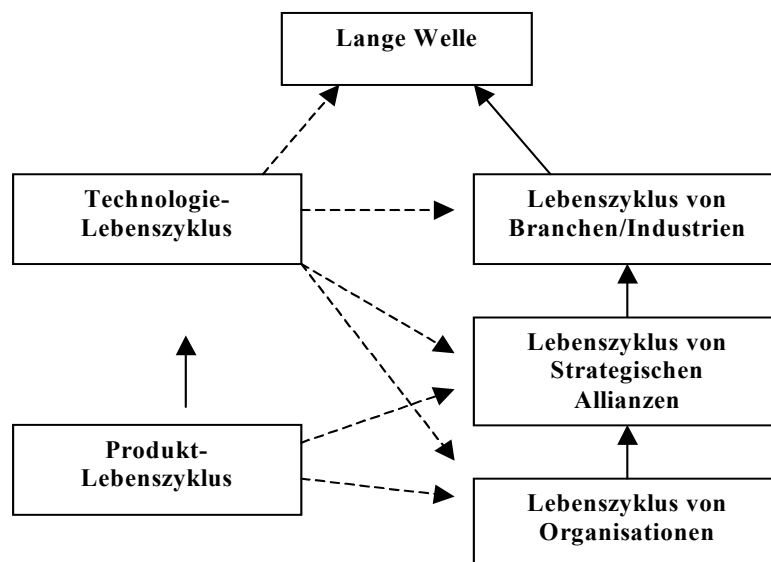 Lange Welle
Technologie-
Lebenszyklus
Lebenszyklus von
Branchen/Industrien
Lebenszyklus von
Strategischen
Allianzen
Produkt-
Lebenszyklus
Lebenszyklus von
Organisationen